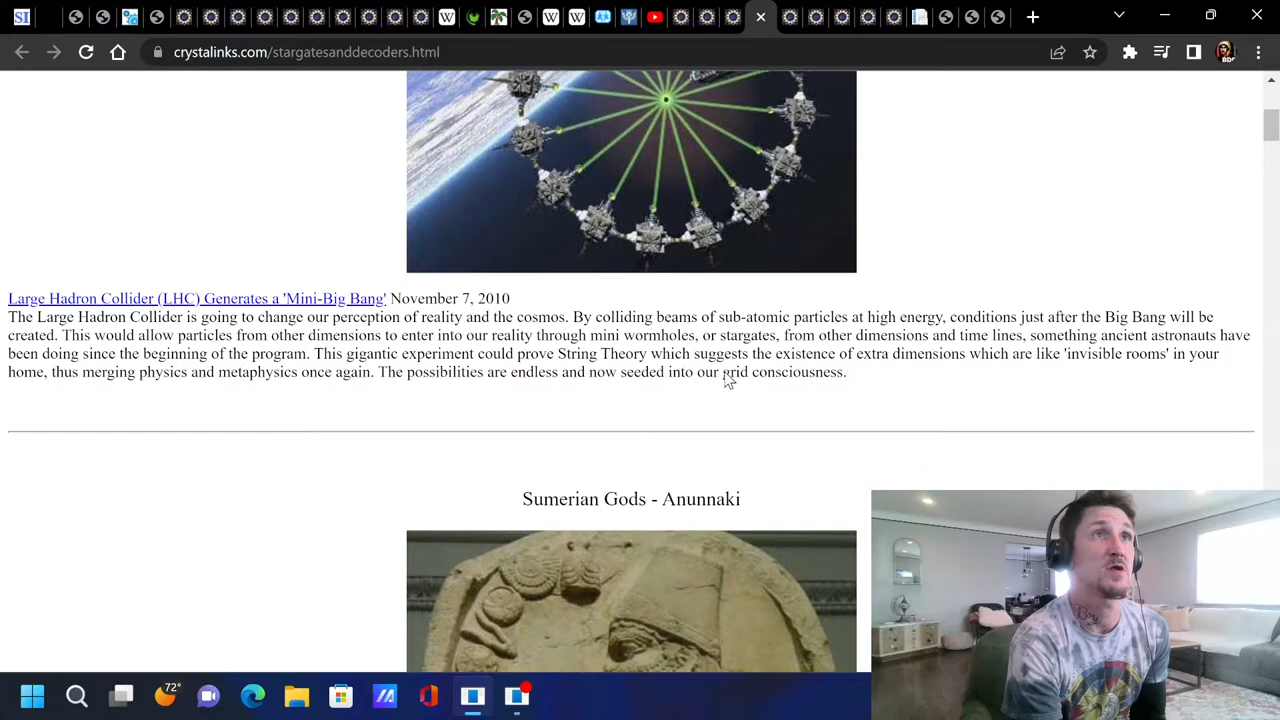 SI
W
W
W
crystalinks.com/stargatesanddecoders.html
BDF
Large Hadron Collider (LHC) Generates a 'Mini-Big Bang' November 7, 2010
The Large Hadron Collider is going to change our perception of reality and the cosmos. By colliding beams of sub-atomic particles at high energy, conditions just after the Big Bang will be
created. This would allow particles from other dimensions to enter into our reality through mini wormholes, or stargates, from other dimensions and time lines, something ancient astronauts have
been doing since the beginning of the program. This gigantic experiment could prove String Theory which suggests the existence of extra dimensions which are like 'invisible rooms' in your
home, thus merging physics and metaphysics once again. The possibilities are endless and now seeded into our grid consciousness.
Sumerian Gods - Anunnaki
72°